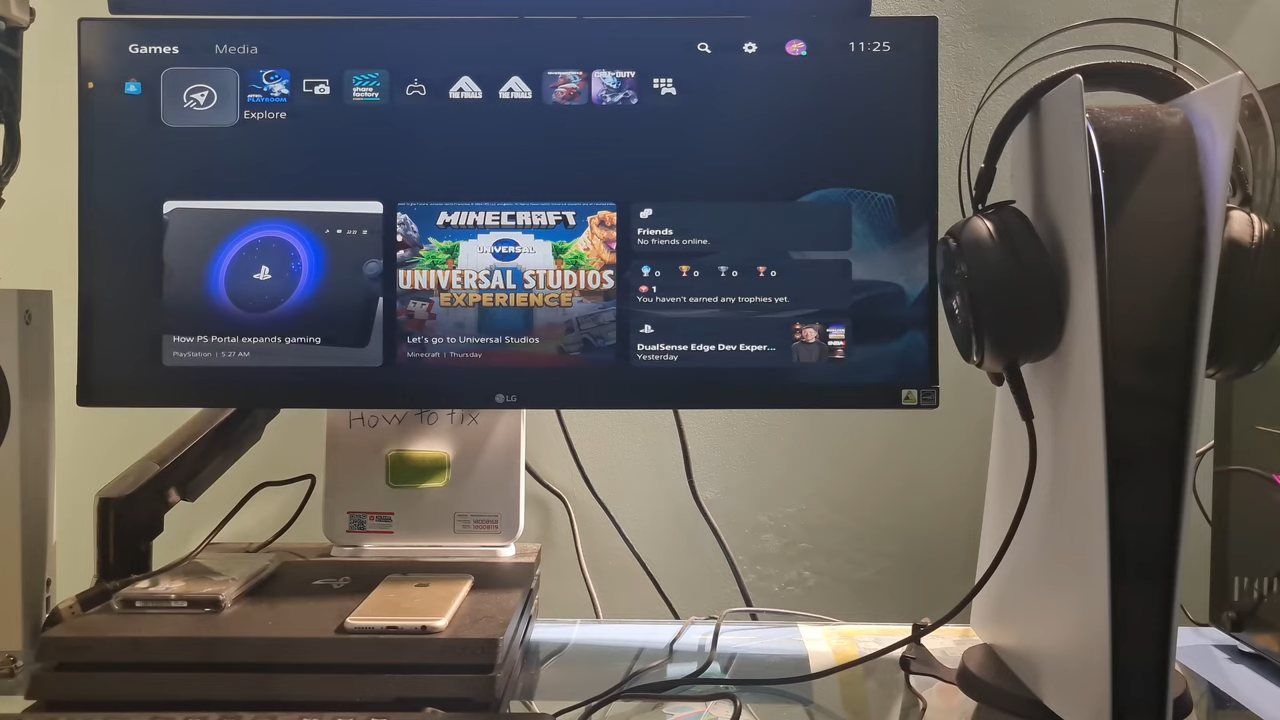 Games
Media
11:25
ASTRO's
PLAYROOM
share
factory
THE FINALS
THE FINALS
CALL OF DUTY
Explore
MINECRAFT
UNIVERSAL
UNIVERSAL STUDIOS
EXPERIENCE
How PS Portal expands gaming
PlayStation | 5:27 AM
Let's go to Universal Studios
Minecraft | Thursday
Friends
No friends online.
0 0 0 0
1
You haven't earned any trophies yet.
DualSense Edge Dev Exper...
Yesterday
LG
How to fix